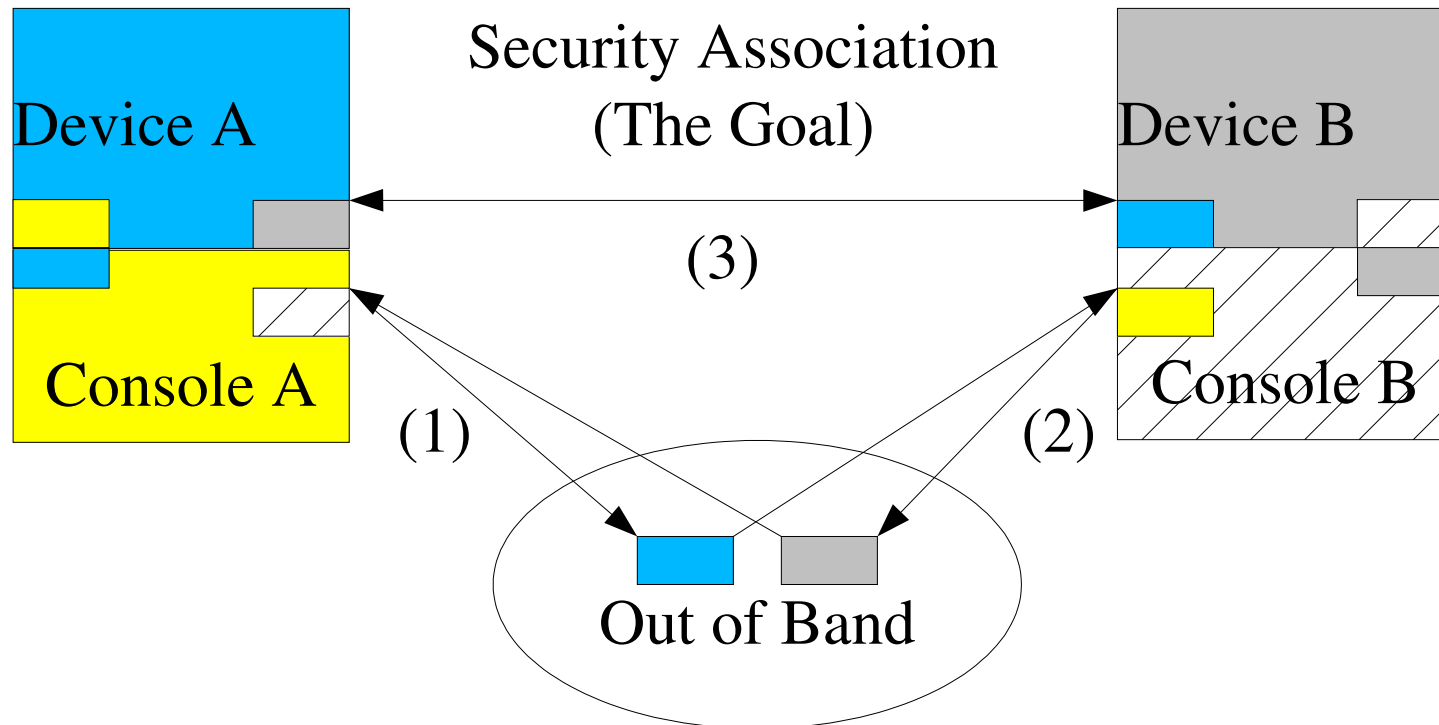 Security Association
(The Goal)
Device A
Device B
(3)
Console A
Console B
(1)
(2)
Out of Band